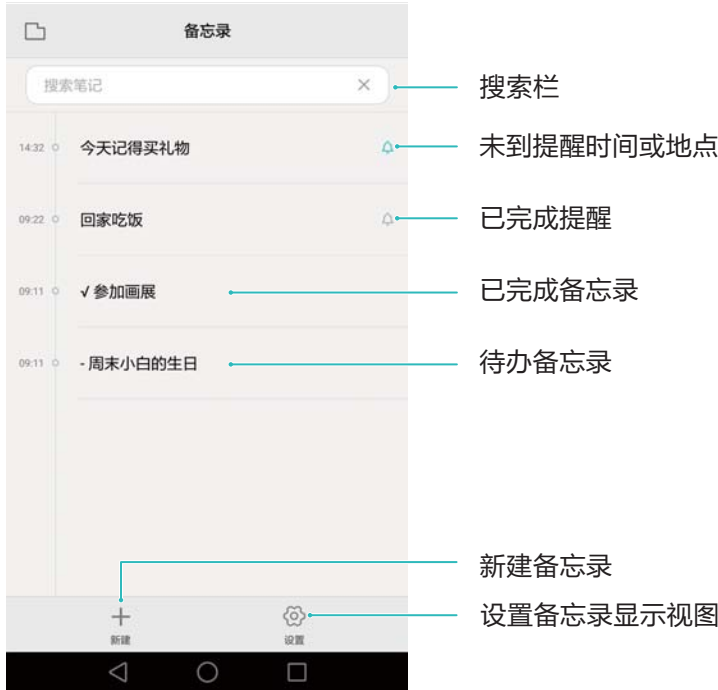 备忘录
搜索笔记
搜索栏
14:32 今天记得买礼物
未到提醒时间或地点
09:22 回家吃饭
已完成提醒
09:11 √ 参加画展
已完成备忘录
09:11 - 周末小白的生日
待办备忘录
新建备忘录
新建
设置
设置备忘录显示视图